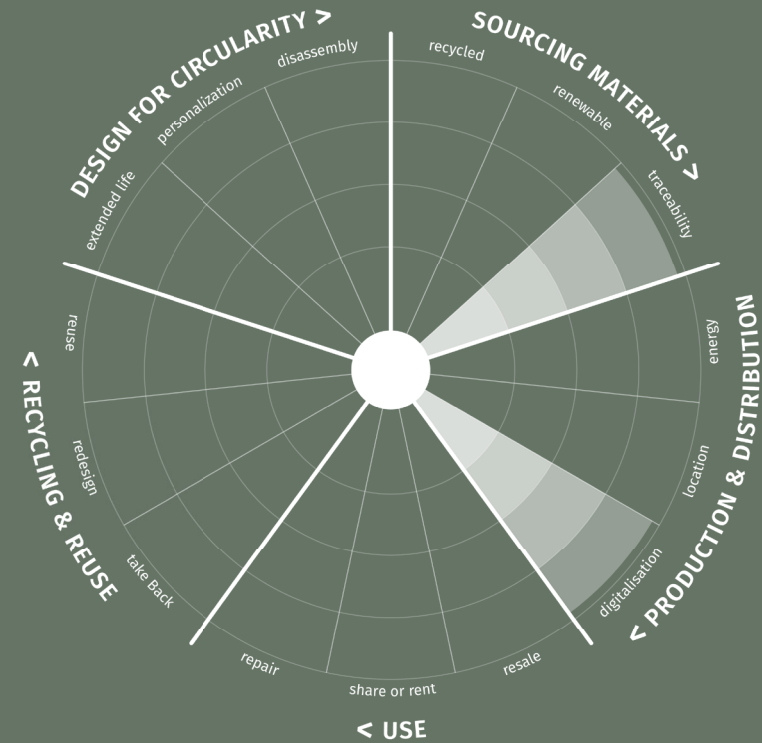 DESIGN FOR CIRCULARITY >
extended life
personalization
disassembly
SOURCING MATERIALS >
recycled
renewable
traceability
< PRODUCTION & DISTRIBUTION
energy
location
digitalisation
< USE
resale
share or rent
repair
< RECYCLING & REUSE
take Back
redesign
reuse